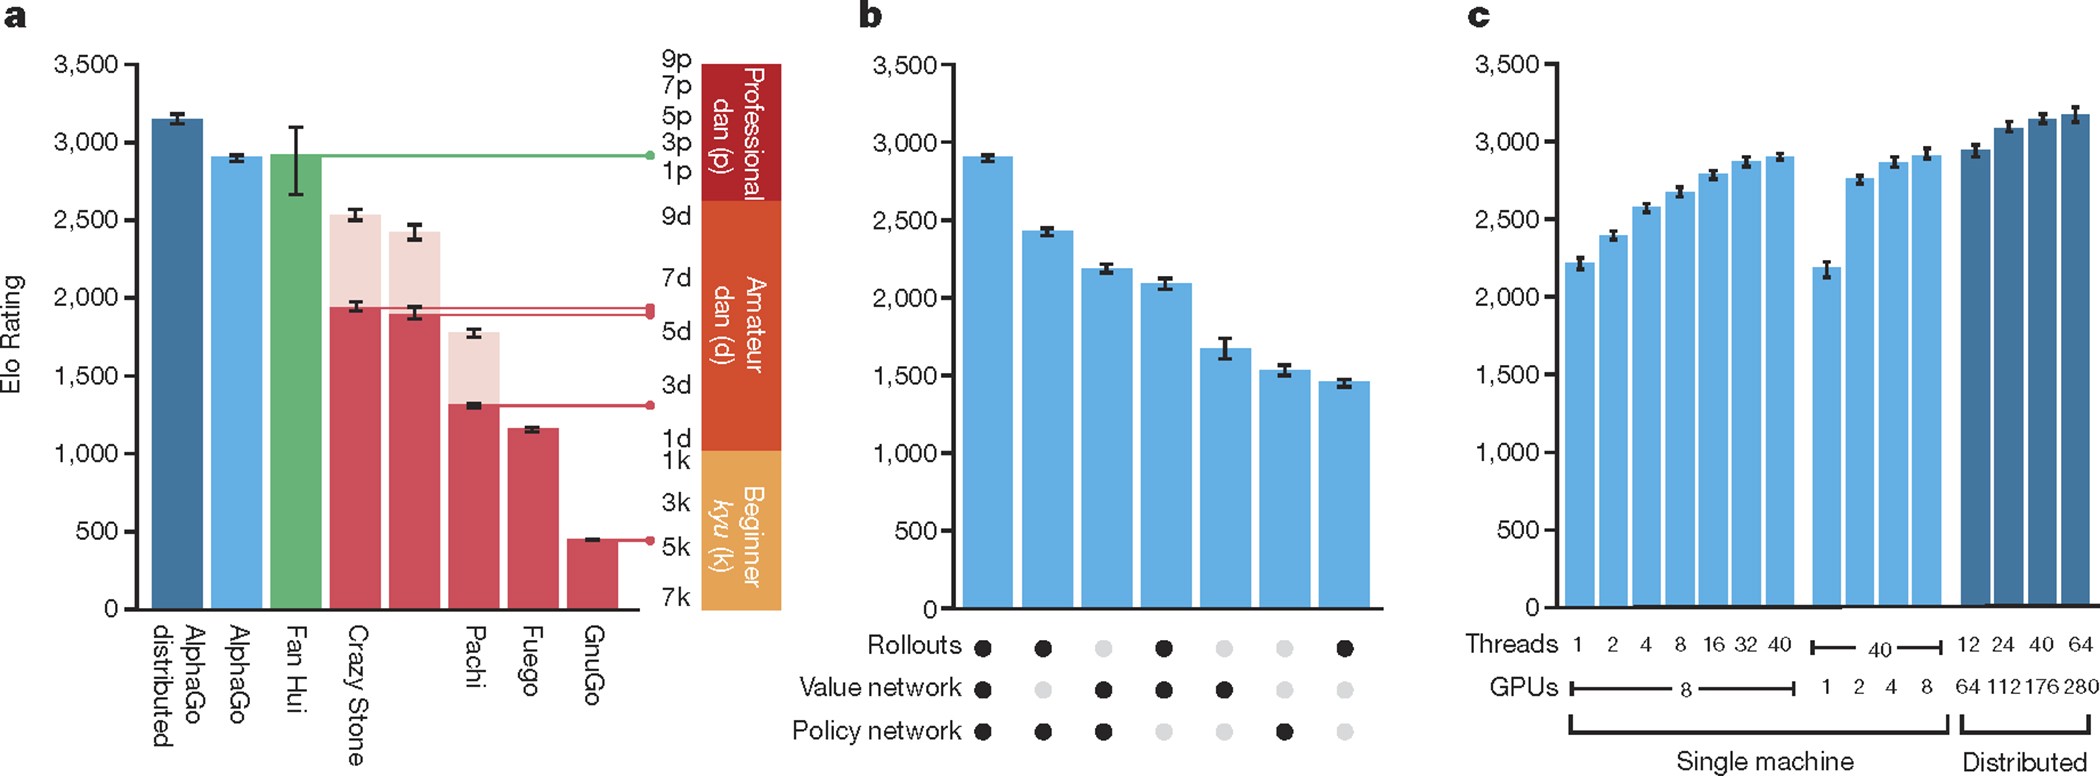 a
Elo Rating
3,500
3,000
2,500
2,000
1,500
1,000
500
0
AlphaGo
distributed
AlphaGo
Fan Hui
Crazy Stone
Pachi
Fuego
GnuGo
9p
7p
5p
3p
1p
9d
7d
5d
3d
1d
1k
3k
5k
7k
Professional
dan (p)
Amateur
dan (d)
Beginner
kyu (k)
b
3,500
3,000
2,500
2,000
1,500
1,000
500
0
Rollouts
Value network
Policy network
c
3,500
3,000
2,500
2,000
1,500
1,000
500
0
Threads 1 2 4 8 16 32 40 40 12 24 40 64
GPUs 8 1 2 4 8 64 112 176 280
Single machine Distributed